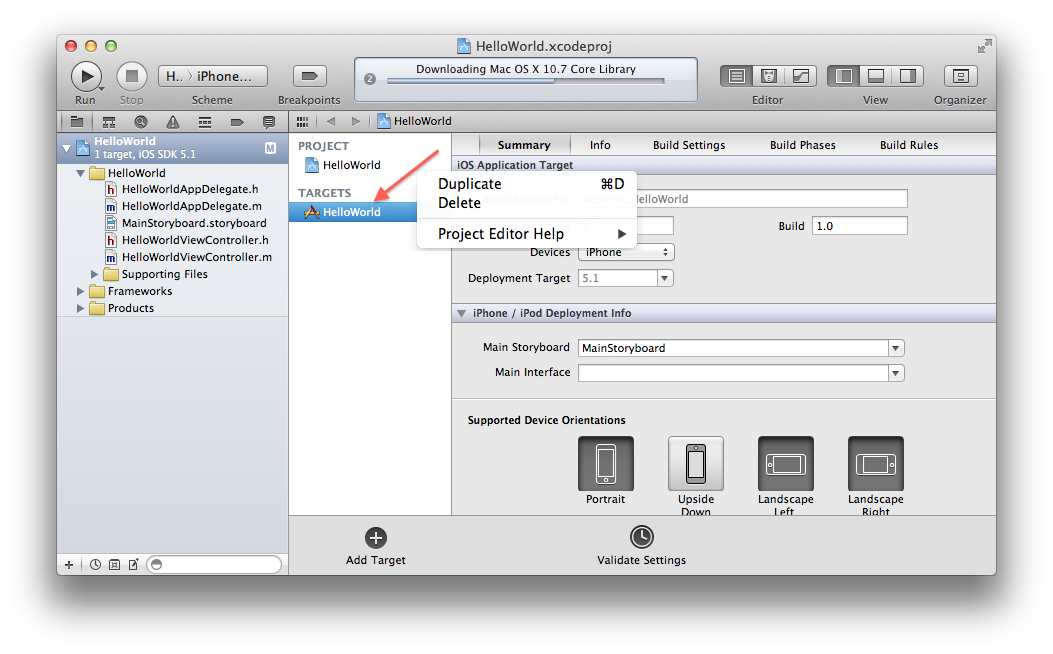 HelloWorld.xcodeproj
Downloading Mac OS X 10.7 Core Library
2
H.. 〉 iPhone...
Run
Stop
Scheme
Breakpoints
Editor
View
Organizer
HelloWorld
HelloWorld
1 target, iOS SDK 5.1
M
HelloWorld
h HelloWorldAppDelegate.h
m HelloWorldAppDelegate.m
MainStoryboard.storyboard
h HelloWorldViewController.h
m HelloWorldViewController.m
Supporting Files
Frameworks
Products
PROJECT
HelloWorld
TARGETS
HelloWorld
Summary
Info
Build Settings
Build Phases
Build Rules
iOS Application Target
Duplicate ⌘D
Delete
Project Editor Help
HelloWorld
Build 1.0
Devices iPhone
Deployment Target 5.1
iPhone / iPod Deployment Info
Main Storyboard MainStoryboard
Main Interface
Supported Device Orientations
Portrait
Upside
Down
Landscape
Left
Landscape
Right
Add Target
Validate Settings